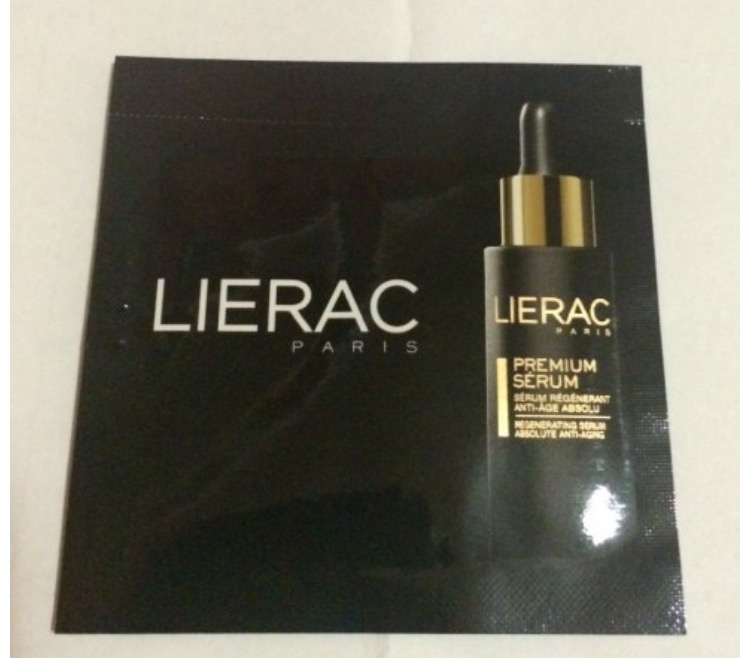 LIERAC
PARIS
LIERAC
PARIS
PREMIUM
SÉRUM
SÉRUM RÉGÉNÉRANT
ANTI-ÂGE ABSOLU
REGENERATING SERUM
ABSOLUTE ANTI-AGING